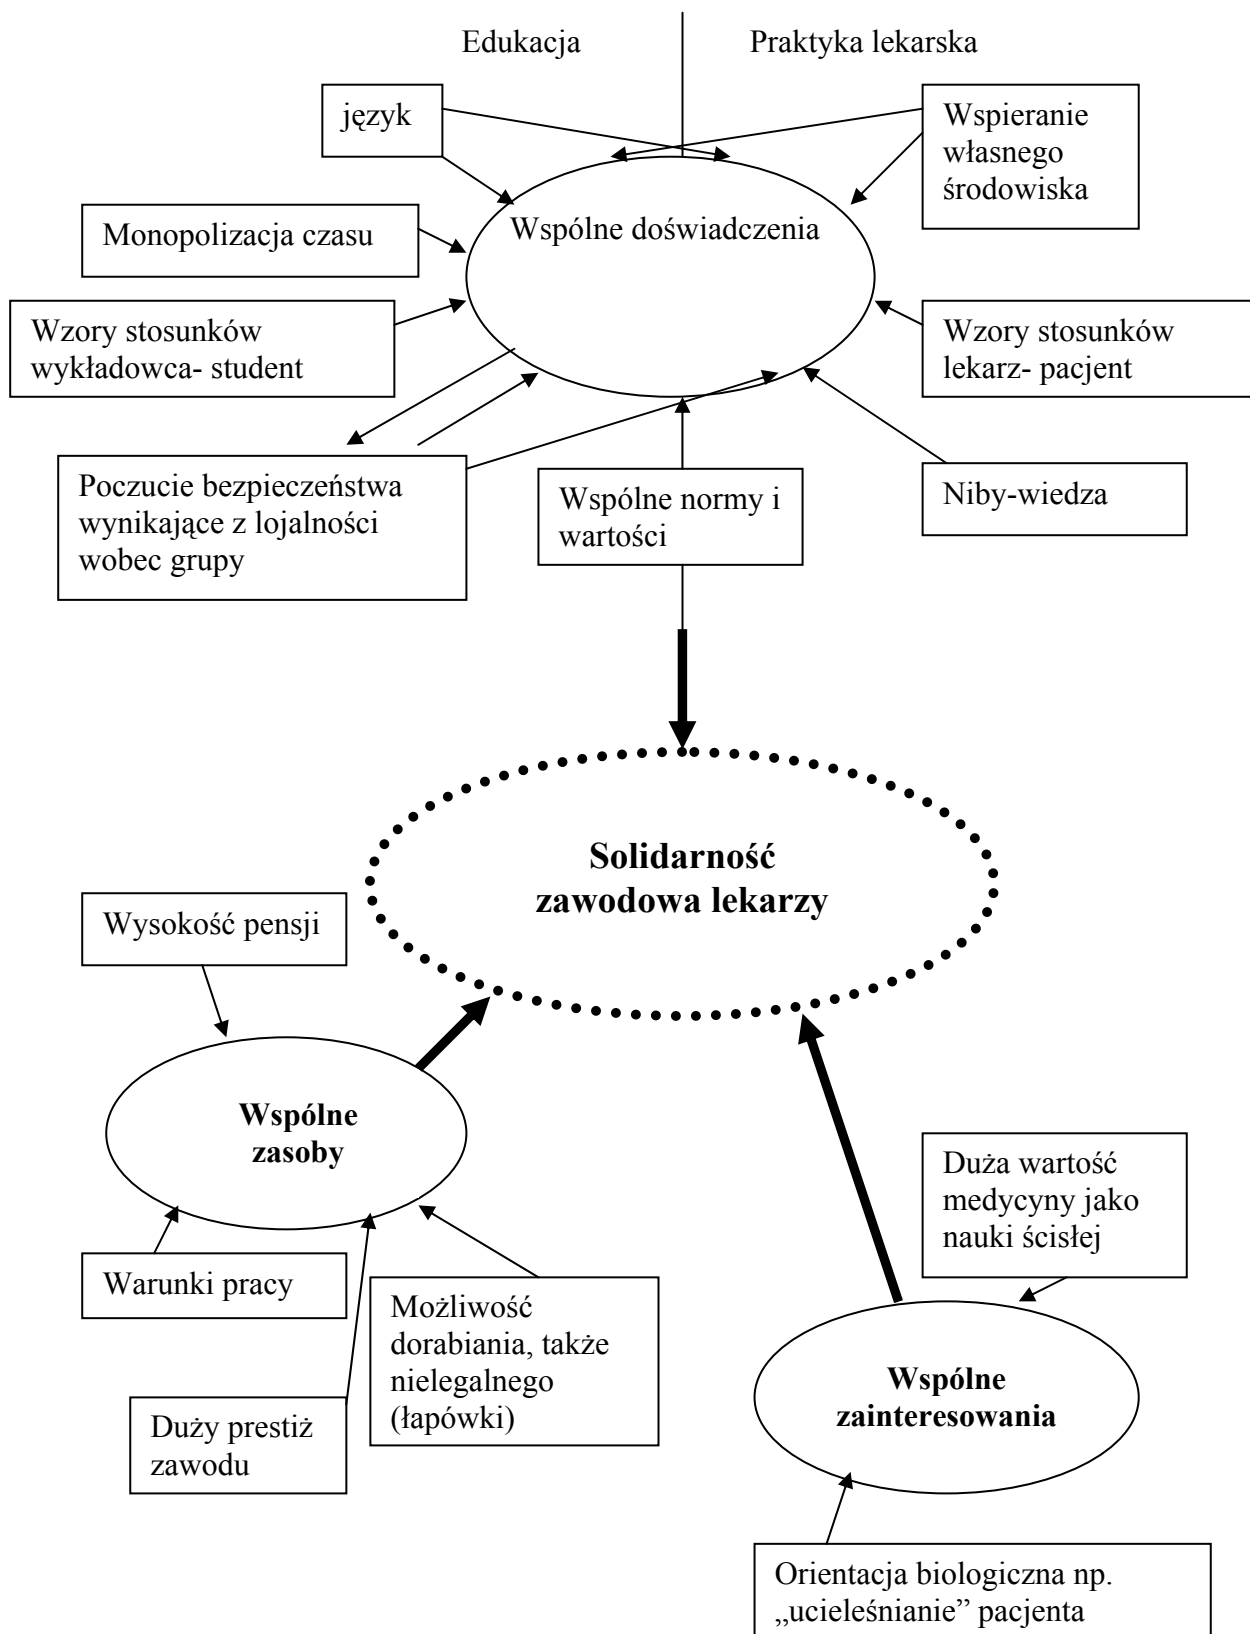 Edukacja
Praktyka lekarska
język
Wspieranie
własnego
środowiska
Monopolizacja czasu
Wspólne doświadczenia
Wzory stosunków
wykładowca- student
Wzory stosunków
lekarz- pacjent
Poczucie bezpieczeństwa
wynikające z lojalności
wobec grupy
Wspólne normy i
wartości
Niby-wiedza
Solidarność
zawodowa lekarzy
Wysokość pensji
Wspólne
zasoby
Duża wartość
medycyny jako
nauki ścisłej
Warunki pracy
Możliwość
dorabiania, także
nielegalnego
(łapówki)
Duży prestiż
zawodu
Wspólne
zainteresowania
Orientacja biologiczna np.
„ucieleśnianie” pacjenta